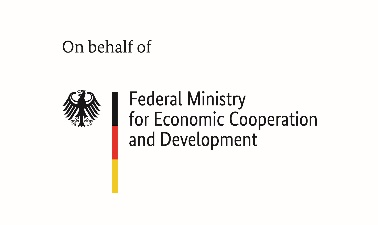 On behalf of
Federal Ministry
for Economic Cooperation
and Development